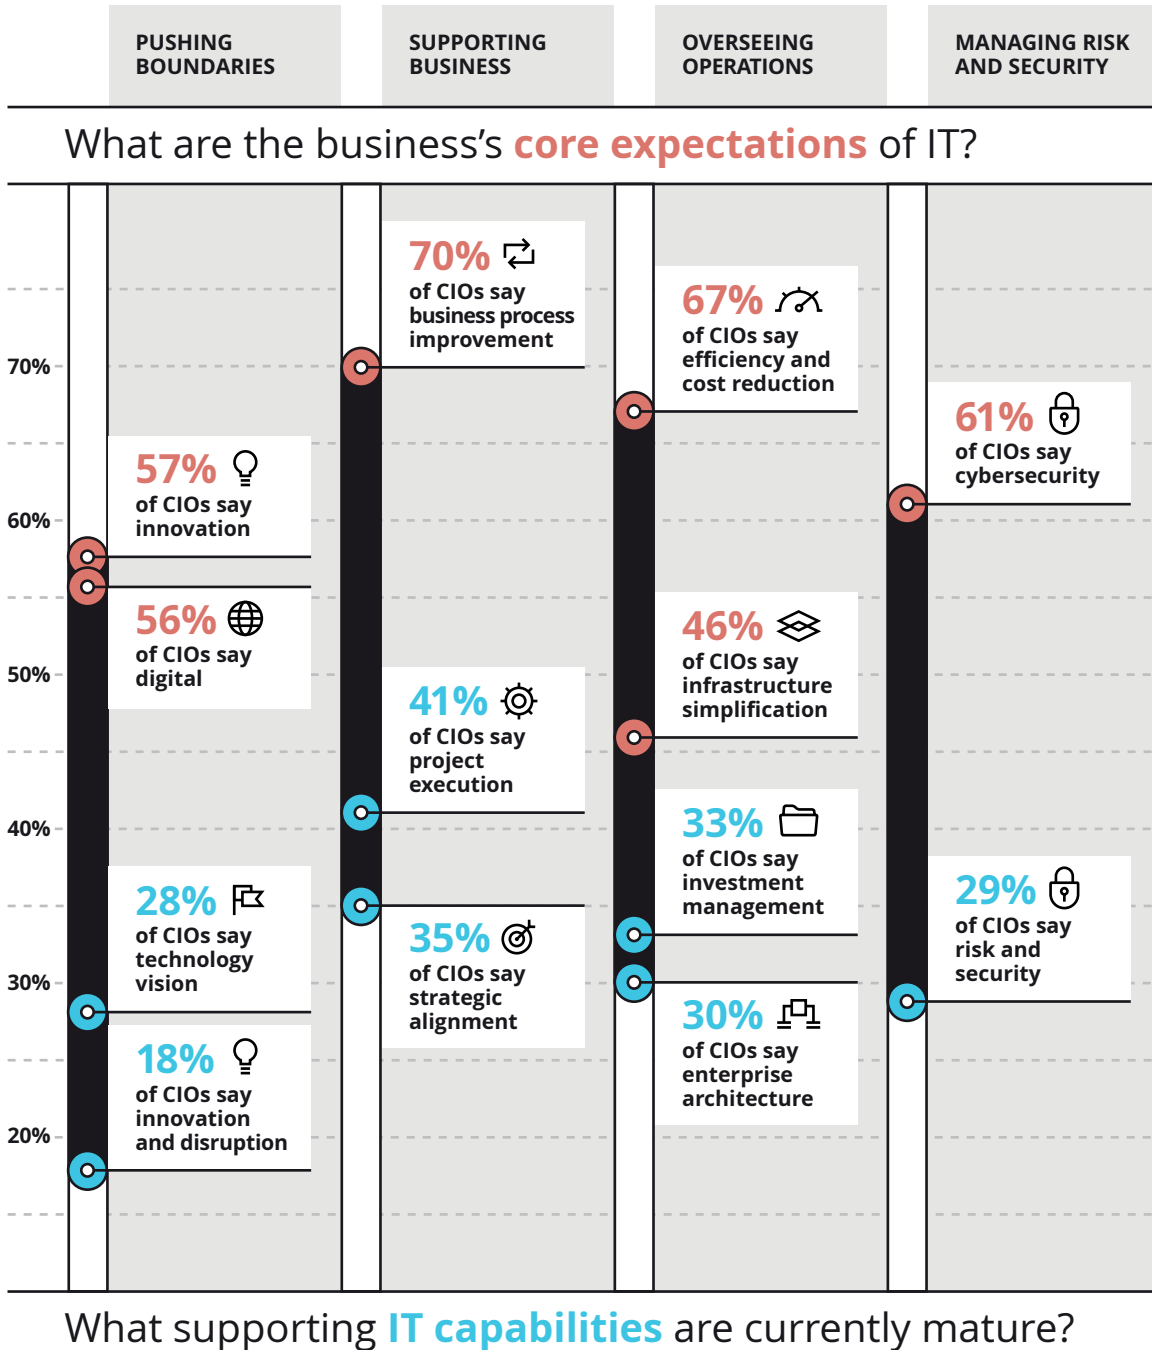 PUSHING
BOUNDARIES
SUPPORTING
BUSINESS
OVERSEEING
OPERATIONS
MANAGING RISK
AND SECURITY
What are the business’s core expectations of IT?
70%
60%
50%
40%
30%
20%
57%
of CIOs say
innovation
56%
of CIOs say
digital
28%
of CIOs say
technology
vision
18%
of CIOs say
innovation
and disruption
70%
of CIOs say
business process
improvement
41%
of CIOs say
project
execution
35%
of CIOs say
strategic
alignment
67%
of CIOs say
efficiency and
cost reduction
46%
of CIOs say
infrastructure
simplification
33%
of CIOs say
investment
management
30%
of CIOs say
enterprise
architecture
61%
of CIOs say
cybersecurity
29%
of CIOs say
risk and
security
What supporting IT capabilities are currently mature?